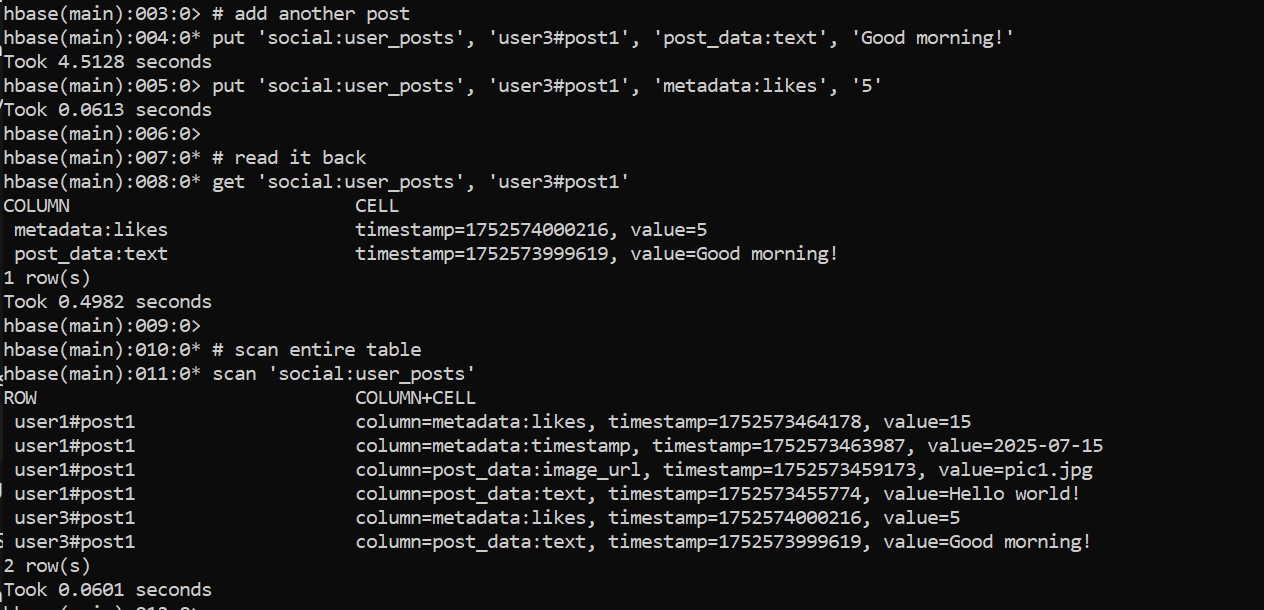 hbase(main):003:0> # add another post
hbase(main):004:0* put 'social:user_posts', 'user3#post1', 'post_data:text', 'Good morning!'
Took 4.5128 seconds
hbase(main):005:0> put 'social:user_posts', 'user3#post1', 'metadata:likes', '5'
Took 0.0613 seconds
hbase(main):006:0>
hbase(main):007:0* # read it back
hbase(main):008:0* get 'social:user_posts', 'user3#post1'
COLUMN                          CELL
 metadata:likes                 timestamp=1752574000216, value=5
 post_data:text                 timestamp=1752573999619, value=Good morning!
1 row(s)
Took 0.4982 seconds
hbase(main):009:0>
hbase(main):010:0* # scan entire table
hbase(main):011:0* scan 'social:user_posts'
ROW                             COLUMN+CELL
 user1#post1                    column=metadata:likes, timestamp=1752573464178, value=15
 user1#post1                    column=metadata:timestamp, timestamp=1752573463987, value=2025-07-15
 user1#post1                    column=post_data:image_url, timestamp=1752573459173, value=pic1.jpg
 user1#post1                    column=post_data:text, timestamp=1752573455774, value=Hello world!
 user3#post1                    column=metadata:likes, timestamp=1752574000216, value=5
 user3#post1                    column=post_data:text, timestamp=1752573999619, value=Good morning!
2 row(s)
Took 0.0601 seconds